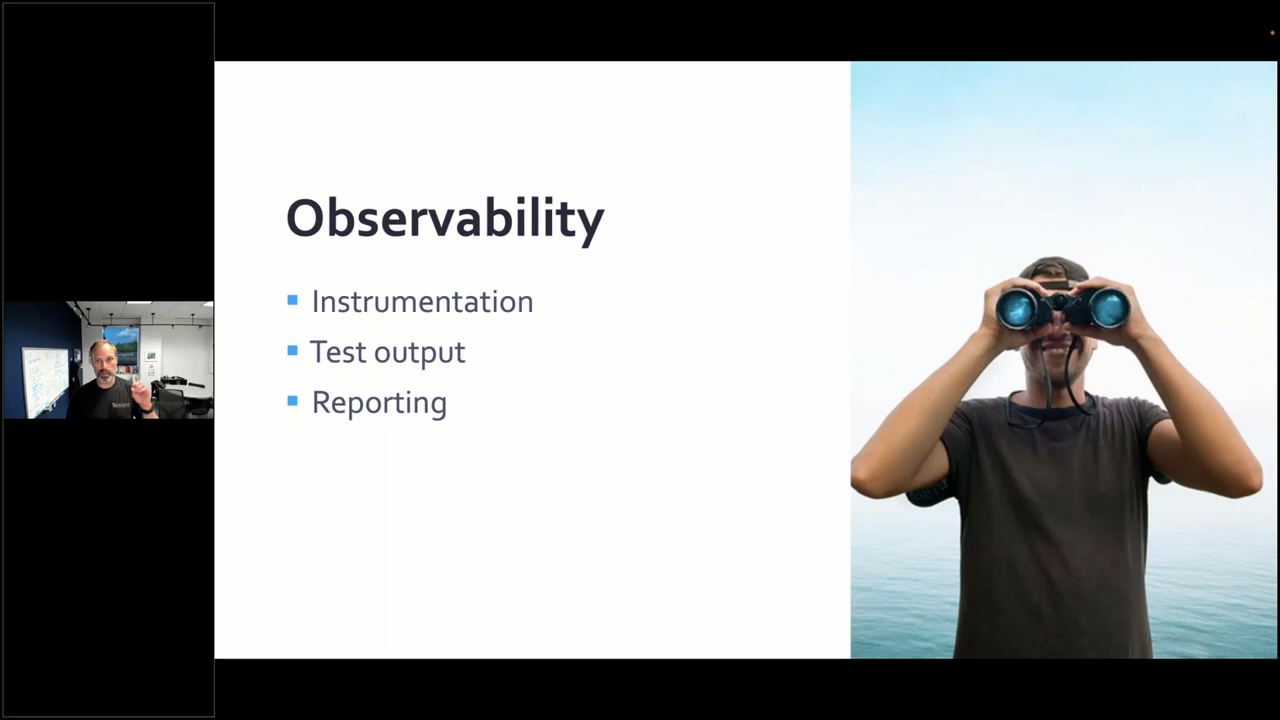 Observability
Instrumentation
Test output
Reporting